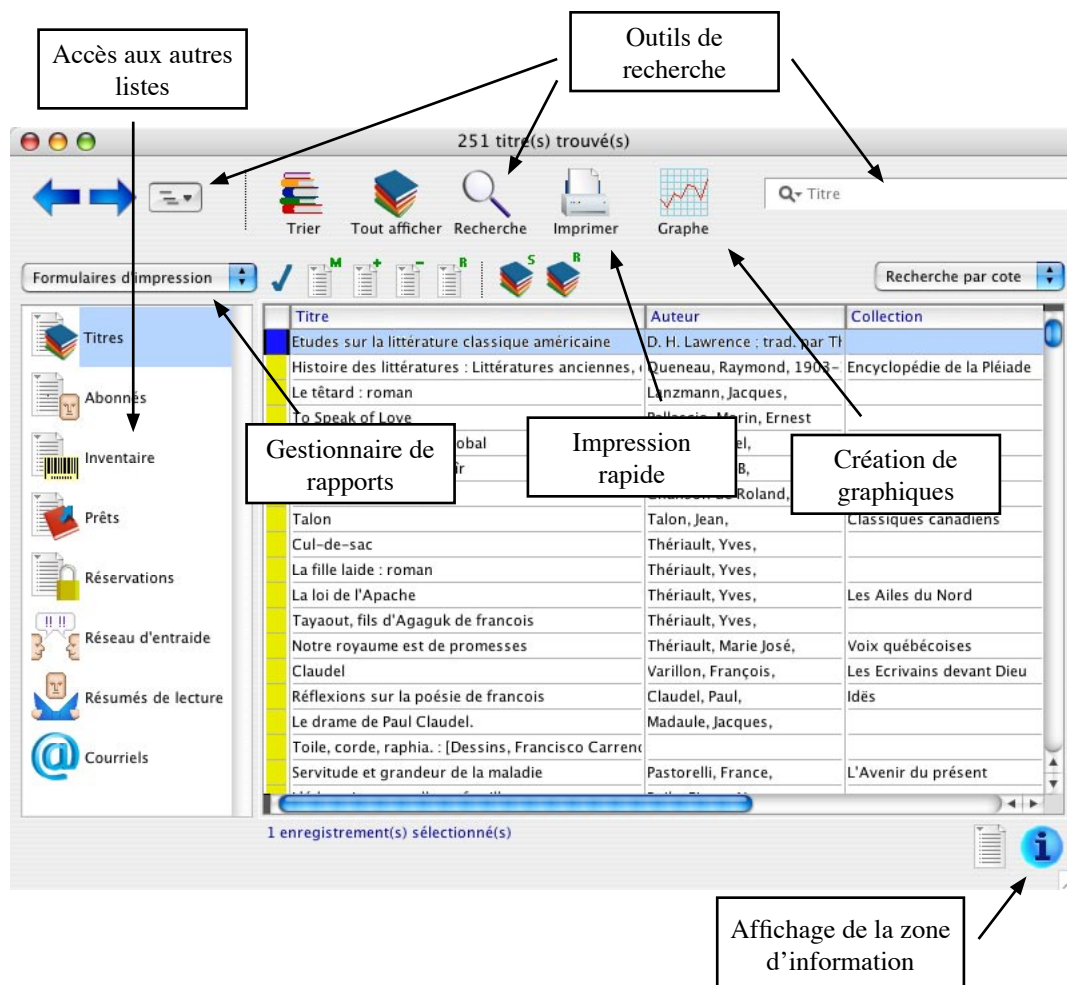 Accès aux autres
listes
Outils de
recherche
251 titre(s) trouvé(s)
Trier
Tout afficher
Recherche
Imprimer
Graphe
Titre
Formulaires d'impression
M
+
-
R
S
R
Recherche par cote
Titres
Abonnés
Inventaire
Prêts
Réservations
!! !!
Réseau d'entraide
Résumés de lecture
@
Courriels
Titre Auteur Collection
Etudes sur la littérature classique américaine D. H. Lawrence ; trad. par
Histoire des littératures : Littératures anciennes, Queneau, Raymond, 1903- Encyclopédie de la Pléiade
Le têtard : roman Lanzmann, Jacques,
To Speak of Love Marin, Ernest
Roland,
Talon Talon, Jean, Classiques canadiens
Cul-de-sac Thériault, Yves,
La fille laide : roman Thériault, Yves,
La loi de l'Apache Thériault, Yves, Les Ailes du Nord
Tayaout, fils d'Agaguk de francois Thériault, Yves,
Notre royaume est de promesses Thériault, Marie José, Voix québécoises
Claudel Varillon, François, Les Ecrivains devant Dieu
Réflexions sur la poésie de francois Claudel, Paul, Idës
Le drame de Paul Claudel. Madaule, Jacques,
Toile, corde, raphia. : [Dessins, Francisco
Servitude et grandeur de la maladie Pastorelli, France, L'Avenir du présent
Gestionnaire de
rapports
Impression
rapide
Création de
graphiques
1 enregistrement(s) sélectionné(s)
i
Affichage de la zone
d'information